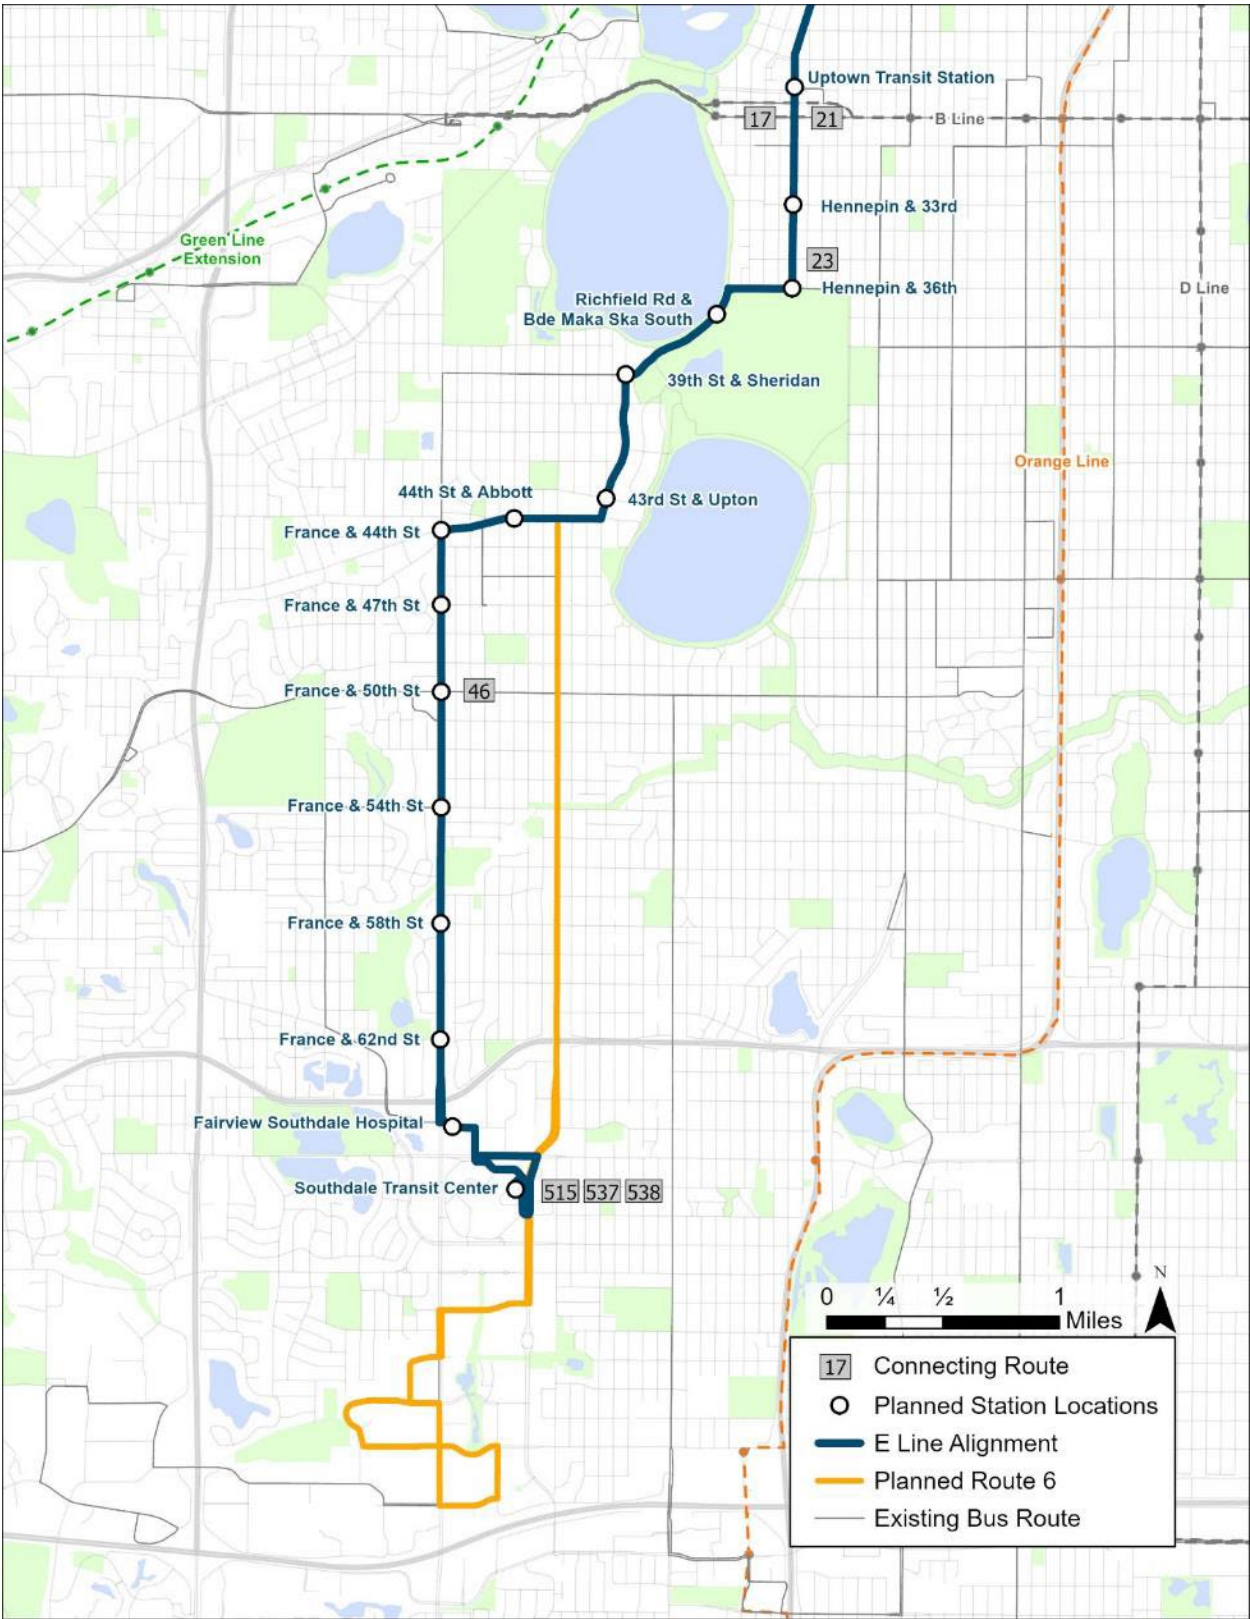 Uptown Transit Station
17
21
B Line
Hennepin & 33rd
Green Line
Extension
23
Hennepin & 36th
D Line
Richfield Rd &
Bde Maka Ska South
39th St & Sheridan
Orange Line
44th St & Abbott
43rd St & Upton
France & 44th St
France & 47th St
France & 50th St
46
France & 54th St
France & 58th St
France & 62nd St
Fairview Southdale Hospital
Southdale Transit Center
515 537 538
N
0 ¼ ½ 1
Miles
17 Connecting Route
Planned Station Locations
E Line Alignment
Planned Route 6
Existing Bus Route